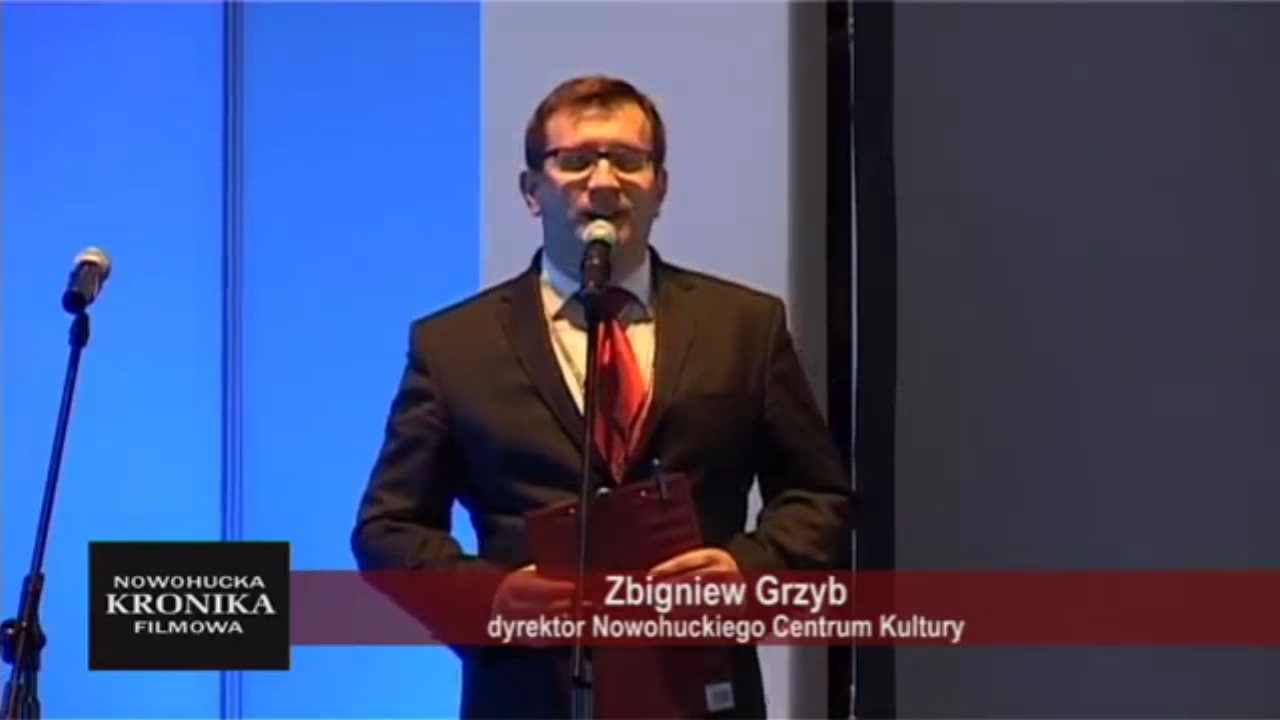 NOWOHUCKA
KRONIKA
FILMOWA
Zbigniew Grzyb
dyrektor Nowohuckiego Centrum Kultury